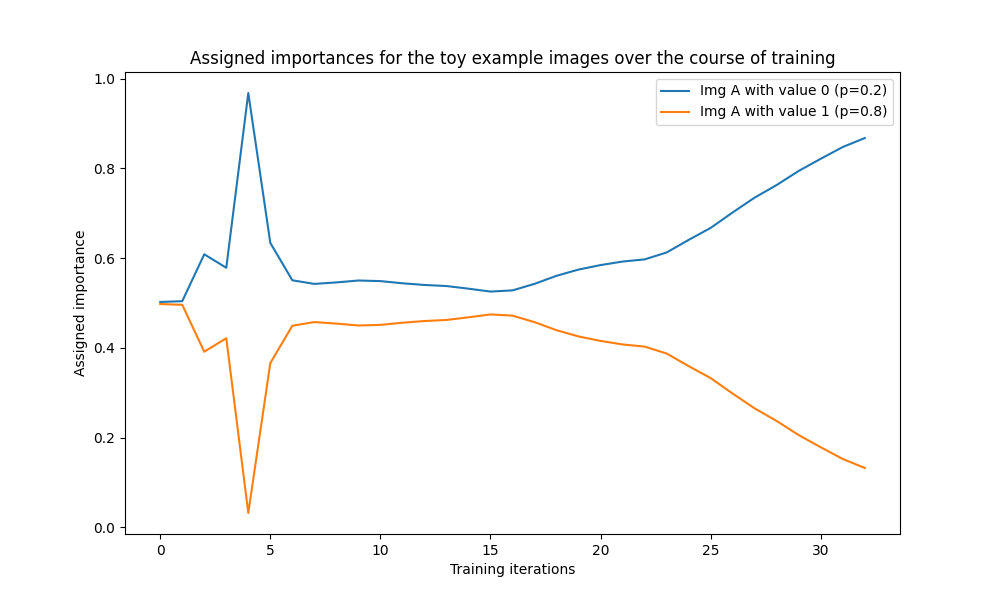 Assigned importances for the toy example images over the course of training
Img A with value 0 (p=0.2)
Img A with value 1 (p=0.8)
Assigned importance
1.0
0.8
0.6
0.4
0.2
0.0
0 5 10 15 20 25 30
Training iterations